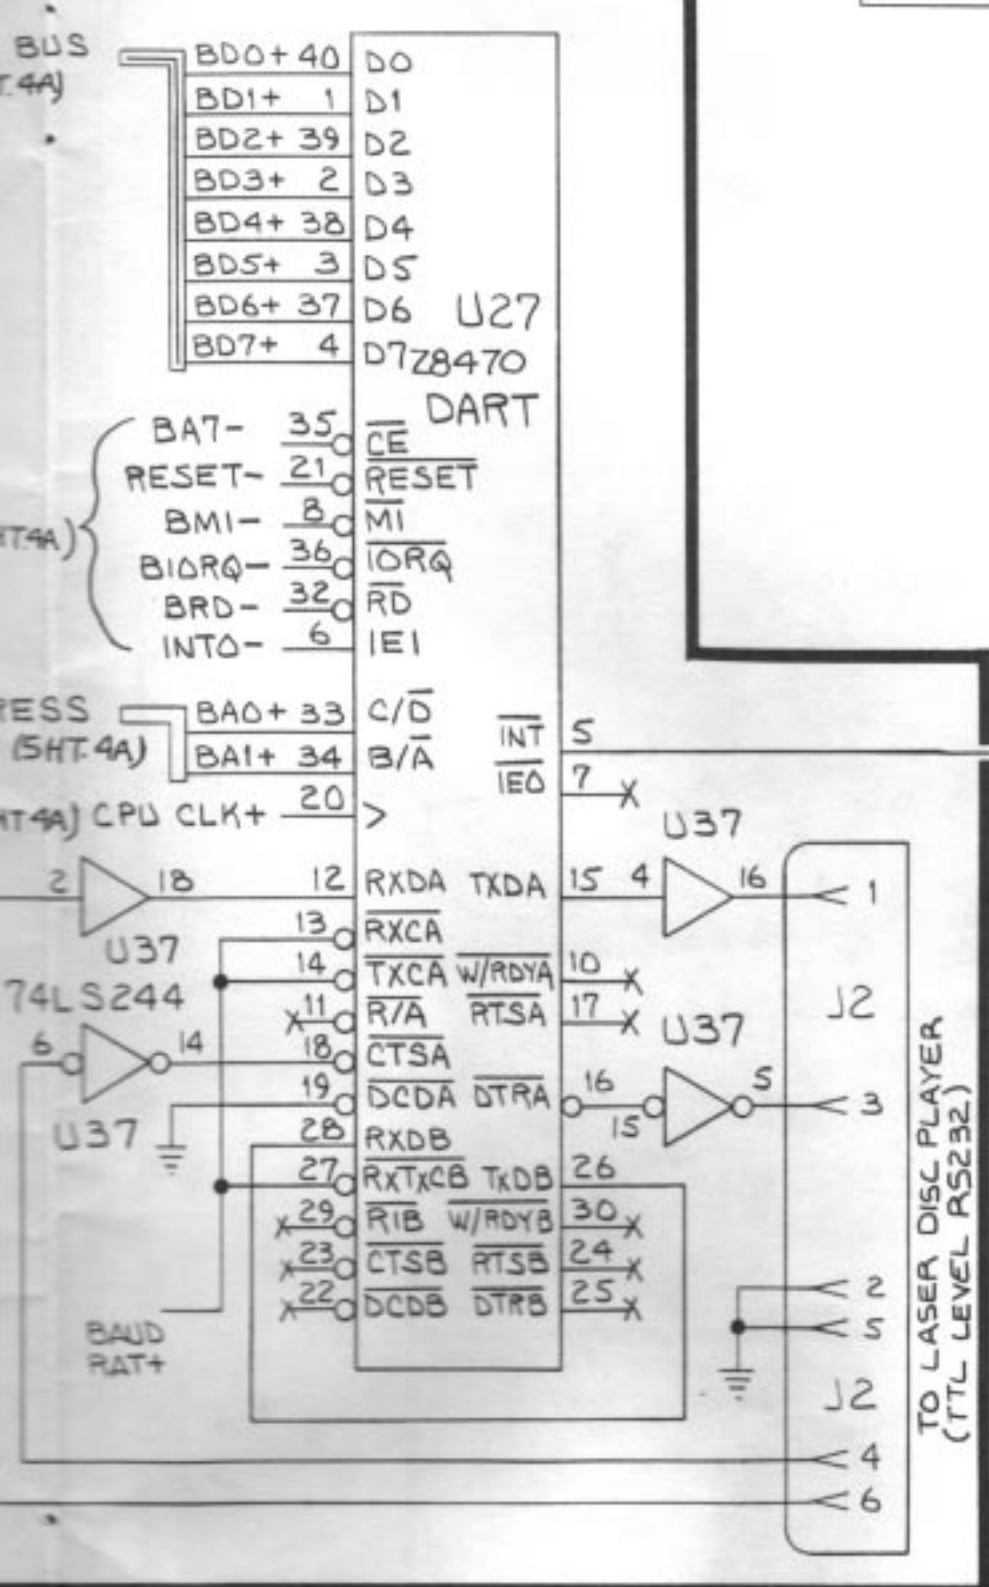 BUS
BD0+ 40 D0
BD1+ 1 D1
BD2+ 39 D2
BD3+ 2 D3
BD4+ 38 D4
BD5+ 3 D5
BD6+ 37 D6 U27
BD7+ 4 D7 Z8470
DART
BA7- 35 CE
RESET- 21 RESET
BM1- 8 M1
BIORQ- 36 IORQ
BRD- 32 RD
INTO- 6 IEI
BA0+ 33 C/D
(SHT.4A) BA1+ 34 B/A
INT 5
IEO 7 X
CPU CLK+ 20 >
U37
2 18 12 RXDA TXDA 15 4 16 1
U37
13 RXCA
14 TXCA W/RDYA 10 X
74LS244
X 11 R/A RTSA 17 X
J2
U37
6 14 18 CTSA
19 DCDA DTRA 16 15 5 3
U37
28 RXDB
27 RXTXCB TXDB 26
X 29 RIB W/RDYB 30 X
X 23 CTSB RTSB 24 X
X 22 DCDB DTRB 25 X
2
5
BAUD
RAT+
J2
4
6
TO LASER DISC PLAYER
(TTL LEVEL RS232)